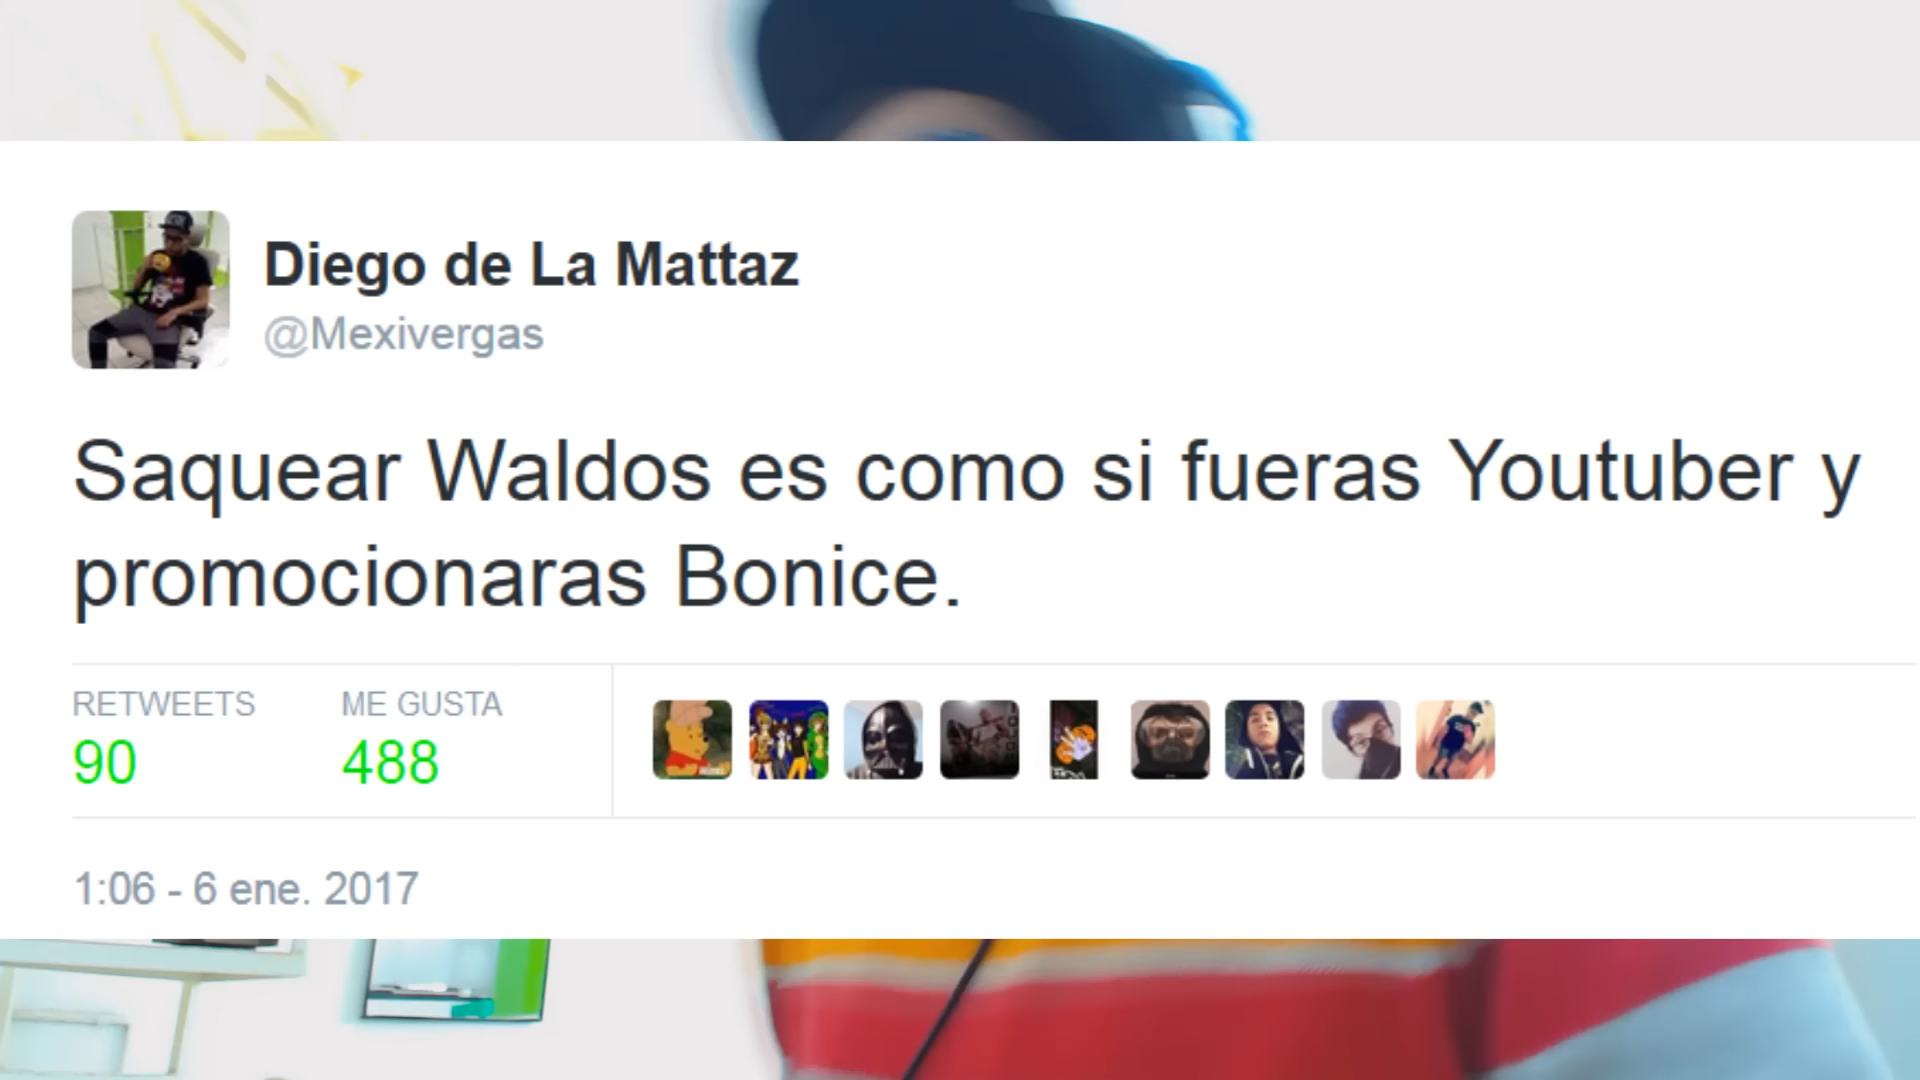 Diego de La Mattaz
@Mexivergas
Saquear Waldos es como si fueras Youtuber y
promocionaras Bonice.
RETWEETS ME GUSTA
90 488
1:06 - 6 ene. 2017